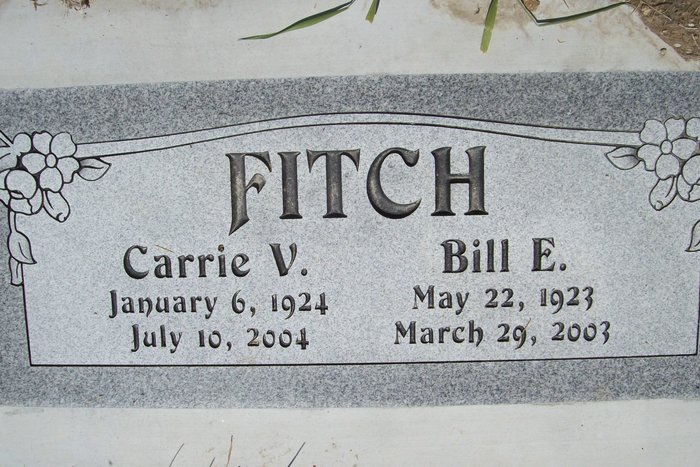 FITCH
Carrie V. Bill E.
January 6, 1924 May 22, 1923
July 10, 2004 March 29, 2003